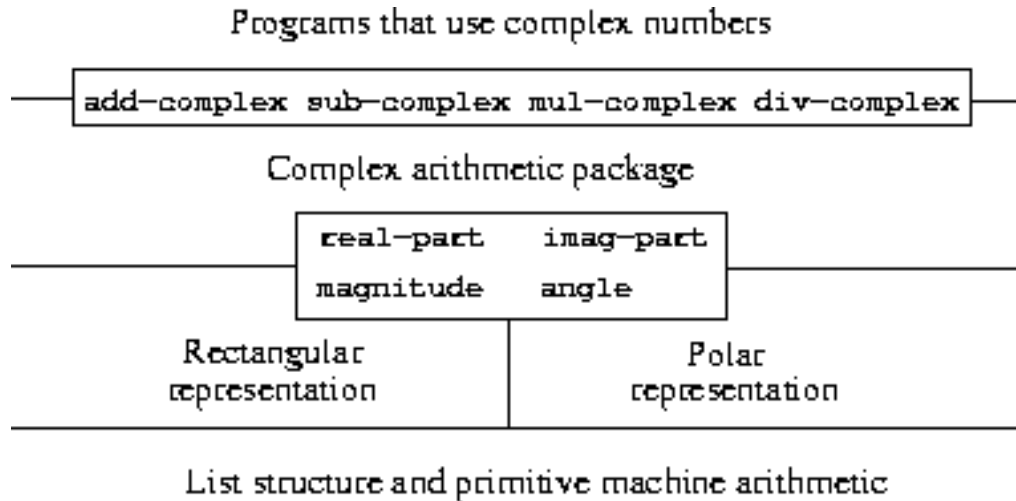 Programs that use complex numbers
add-complex sub-complex mul-complex div-complex
Complex arithmetic package
real-part imag-part
magnitude angle
Rectangular representation
Polar representation
List structure and primitive machine arithmetic